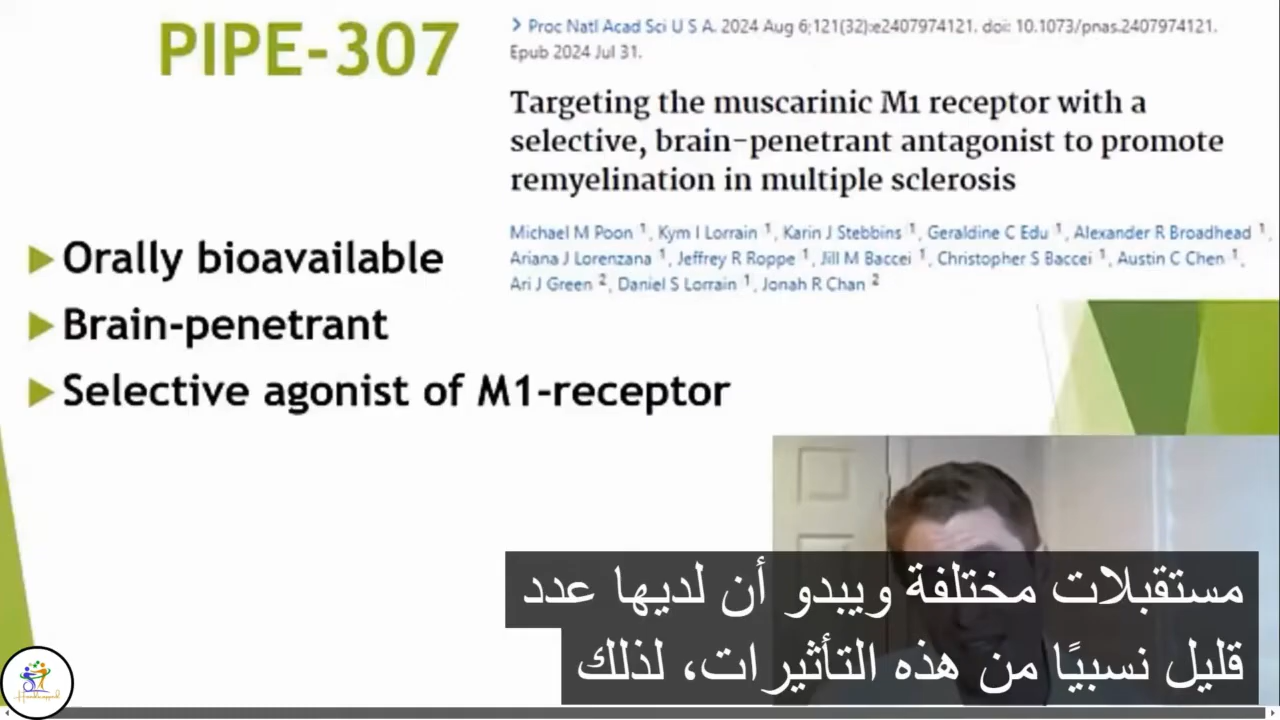 PIPE-307
> Proc Natl Acad Sci U S A. 2024 Aug 6;121(32):e2407974121. doi: 10.1073/pnas.2407974121.
Epub 2024 Jul 31.
Targeting the muscarinic M1 receptor with a
selective, brain-penetrant antagonist to promote
remyelination in multiple sclerosis
Michael M Poon 1, Kym I Lorrain 1, Karin J Stebbins 1, Geraldine C Edu 1, Alexander R Broadhead 1,
Ariana J Lorenzana 1, Jeffrey R Roppe 1, Jill M Baccei 1, Christopher S Baccei 1, Austin C Chen 1,
Ari J Green 2, Daniel S Lorrain 1, Jonah R Chan 2
Orally bioavailable
Brain-penetrant
Selective agonist of M1-receptor
مستقبلات مختلفة ويبدو أن لديها عدد
قليل نسبيًا من هذه التأثيرات، لذلك